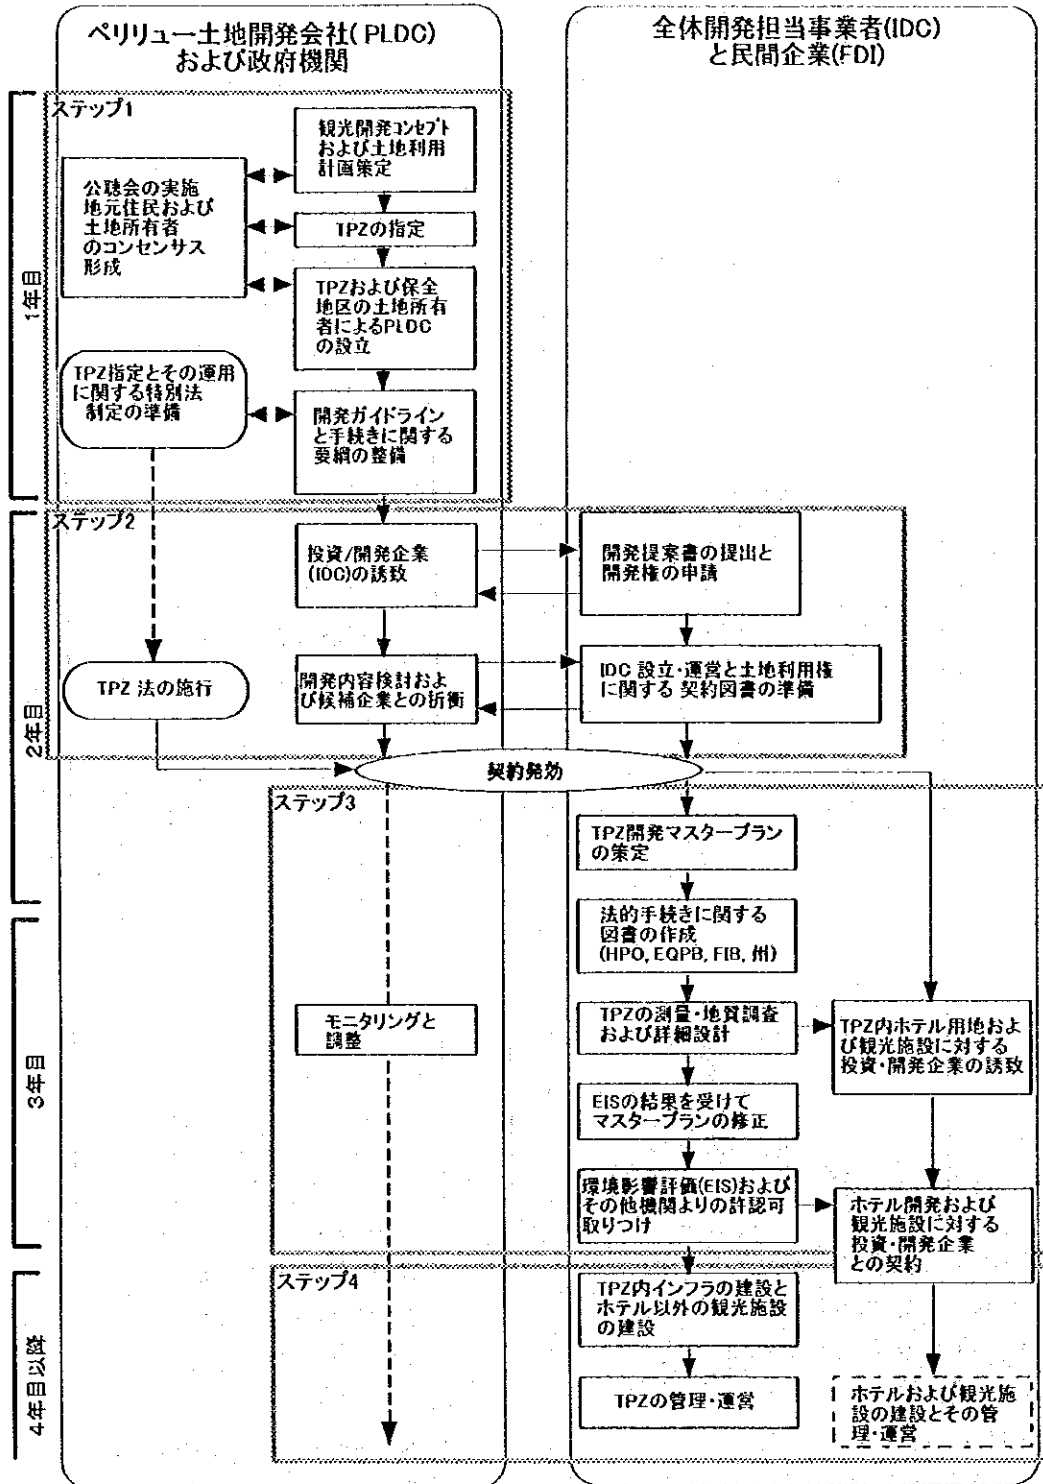 ペリリュー土地開発会社(PLDC)
および政府機関
全体開発担当事業者(IDC)
と民間企業(FDI)
1年目
ステップ1
観光開発コンセプト
および土地利用
計画策定
公聴会の実施
地元住民および
土地所有者
のコンセンサス
形成
TPZの指定
TPZおよび保全
地区の土地所有
者によるPLDC
の設立
TPZ指定とその運用
に関する特別法
制定の準備
開発ガイドライン
と手続きに関する
要綱の整備
2年目
ステップ2
投資/開発企業
(IDC)の誘致
開発提案書の提出と
開発権の申請
TPZ 法の施行
開発内容検討およ
び候補企業との折衝
IDC 設立・運営と土地利用権
に関する 契約図書の準備
契約発効
ステップ3
TPZ開発マスタープラン
の策定
3年目
法的手続きに関する
図書の作成
(HPO, EQPB, FIB, 州)
モニタリングと
調整
TPZの測量・地質調査
および詳細設計
TPZ内ホテル用地およ
び観光施設に対する
投資・開発企業の誘致
EISの結果を受けて
マスタープランの修正
環境影響評価(EIS)および
その他機関よりの許認可
取りつけ
ホテル開発および
観光施設に対する
投資・開発企業
との契約
4年目以降
ステップ4
TPZ内インフラの建設と
ホテル以外の観光施設
の建設
TPZの管理・運営
ホテルおよび観光施
設の建設とその管
理・運営